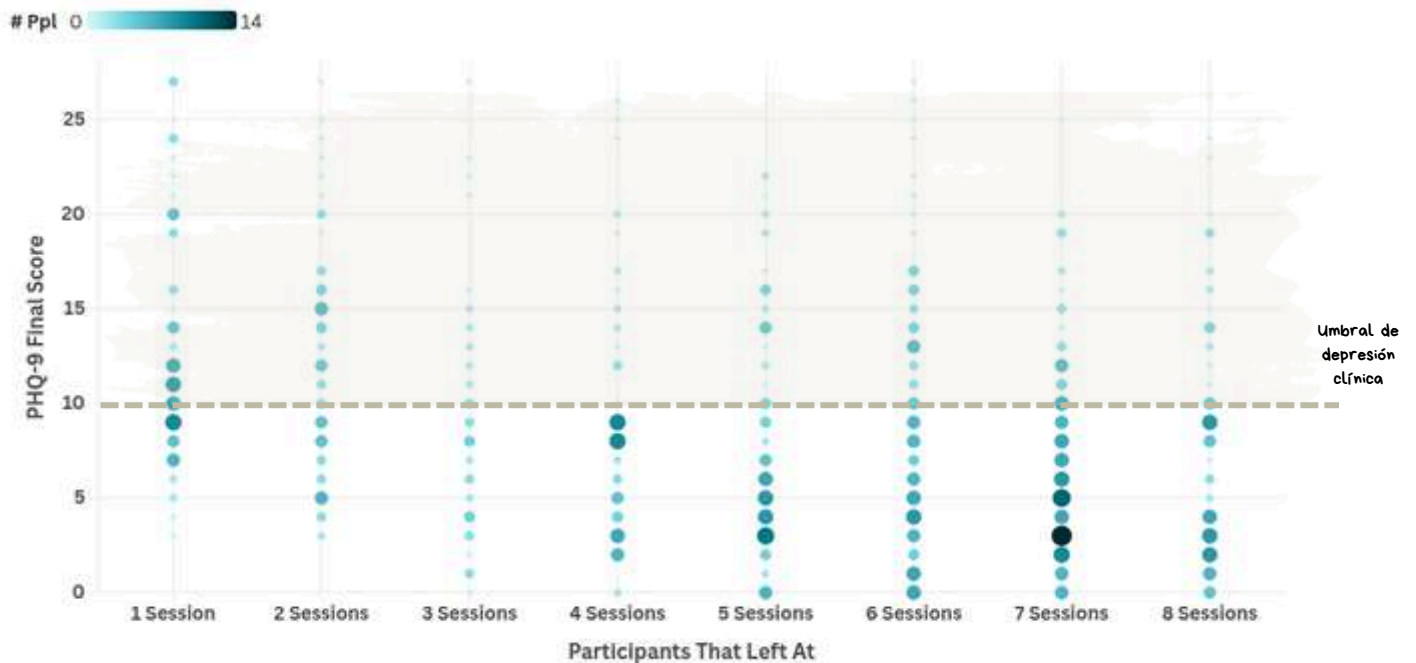 # Ppl 0 14
25
20
15
10
5
0
PHQ-9 Final Score
Umbral de
depresión
clínica
1 Session 2 Sessions 3 Sessions 4 Sessions 5 Sessions 6 Sessions 7 Sessions 8 Sessions
Participants That Left At